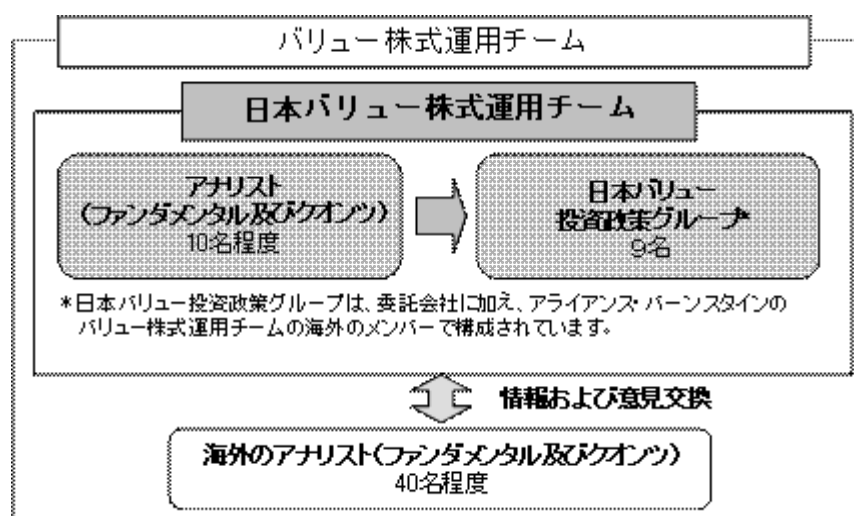 バリュー株式運用チーム
日本バリュー株式運用チーム
アナリスト
(ファンダメンタル及びクオンツ)
10名程度
日本バリュー
投資政策グループ*
9名
*日本バリュー投資政策グループは、委託会社に加え、アライアンス・バーンスタインの
バリュー株式運用チームの海外のメンバーで構成されています。
情報および意見交換
海外のアナリスト(ファンダメンタル及びクオンツ)
40名程度